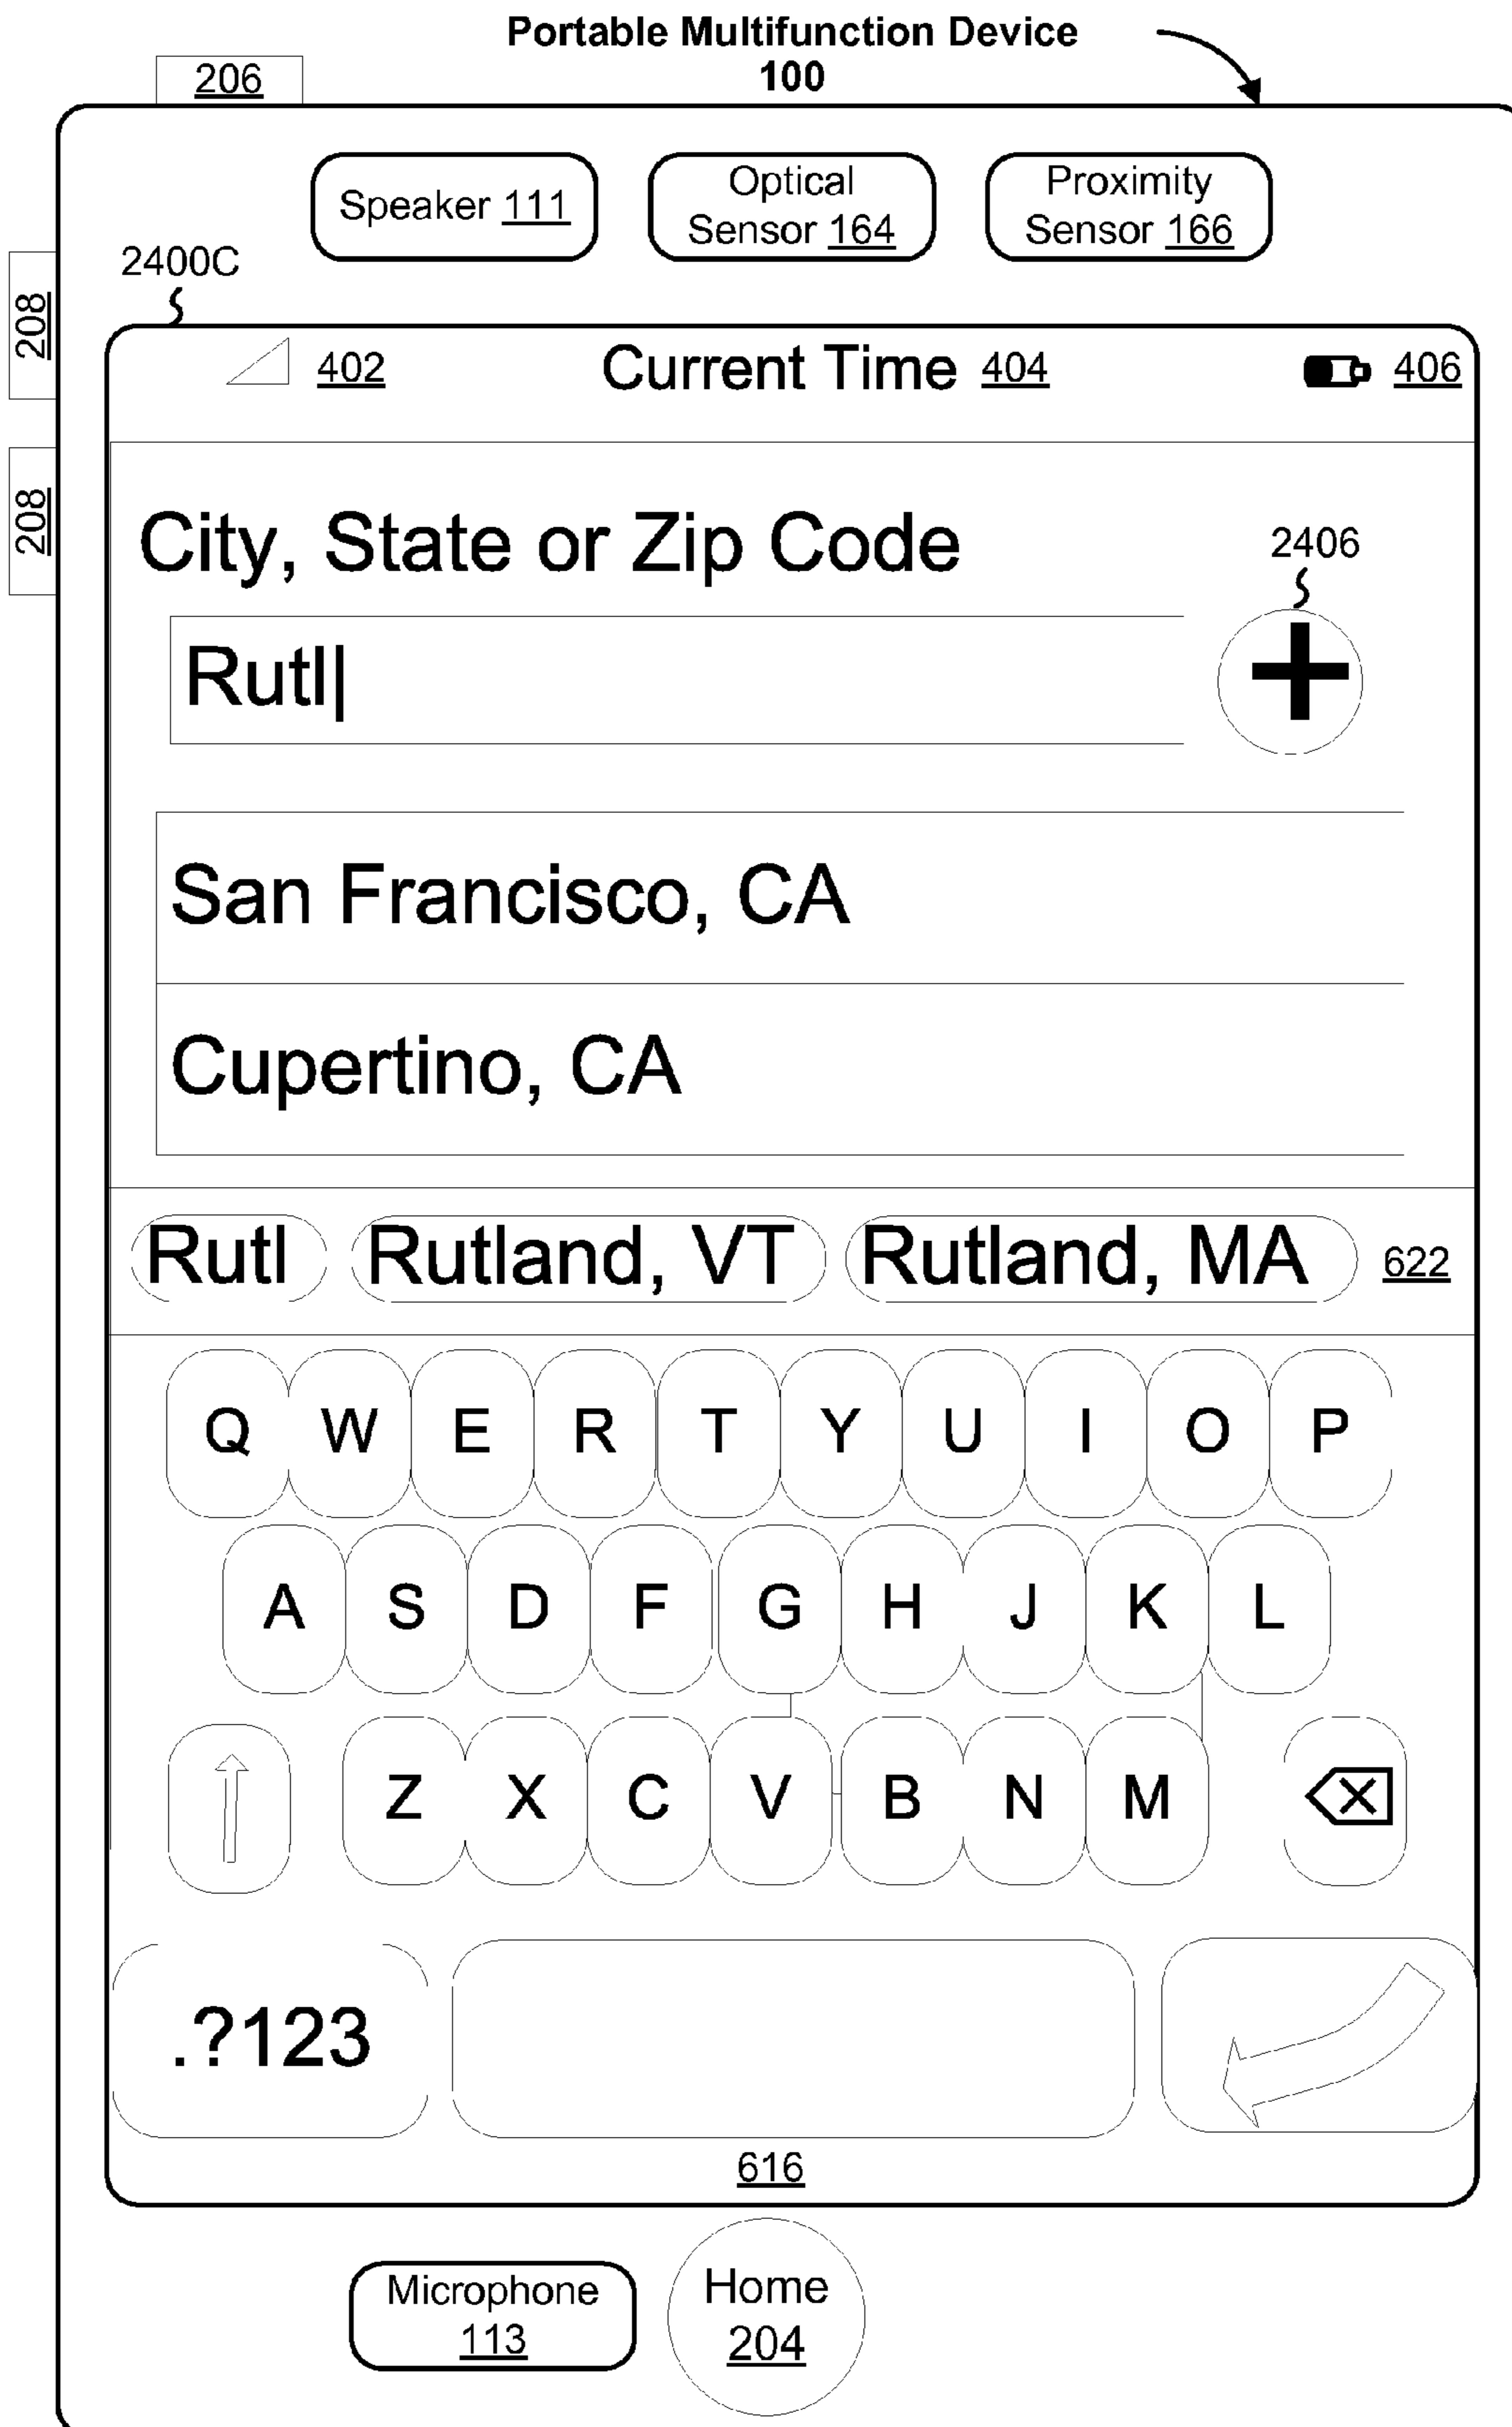 Portable Multifunction Device
100
206
Speaker 111
Optical
Sensor 164
Proximity
Sensor 166
2400C
208
402
Current Time 404
406
208
City, State or Zip Code
2406
Rutl
San Francisco, CA
Cupertino, CA
Rutl
Rutland, VT
Rutland, MA
622
Q W E R T Y U I O P
A S D F G H J K L
Z X C V B N M
.?123
616
Microphone
113
Home
204